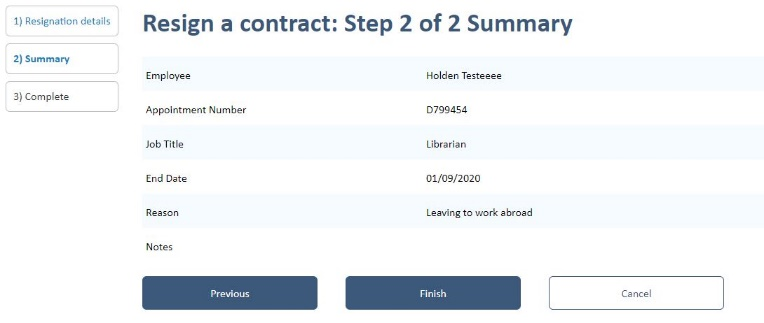 1) Resignation details
2) Summary
3) Complete
Resign a contract: Step 2 of 2 Summary
Employee Holden Testeeee
Appointment Number D799454
Job Title Librarian
End Date 01/09/2020
Reason Leaving to work abroad
Notes
Previous Finish Cancel